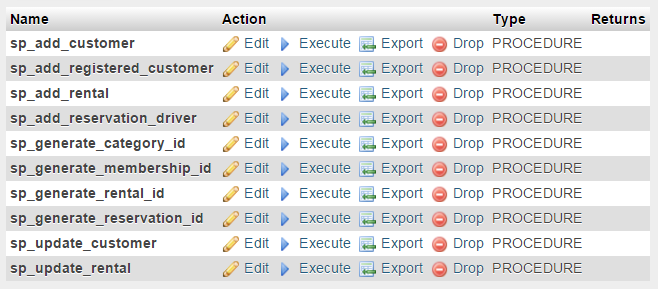 Name Action Type Returns
sp_add_customer Edit Execute Export Drop PROCEDURE
sp_add_registered_customer Edit Execute Export Drop PROCEDURE
sp_add_rental Edit Execute Export Drop PROCEDURE
sp_add_reservation_driver Edit Execute Export Drop PROCEDURE
sp_generate_category_id Edit Execute Export Drop PROCEDURE
sp_generate_membership_id Edit Execute Export Drop PROCEDURE
sp_generate_rental_id Edit Execute Export Drop PROCEDURE
sp_generate_reservation_id Edit Execute Export Drop PROCEDURE
sp_update_customer Edit Execute Export Drop PROCEDURE
sp_update_rental Edit Execute Export Drop PROCEDURE